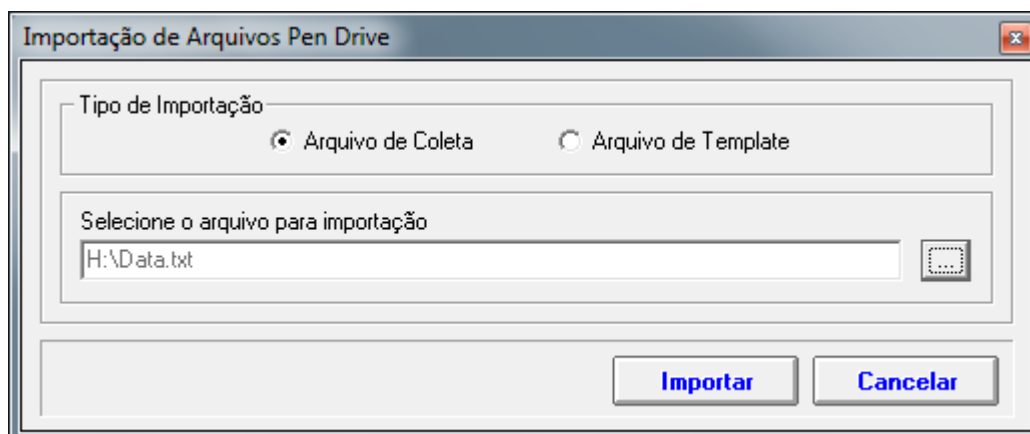 Importação de Arquivos Pen Drive
Tipo de Importação
Arquivo de Coleta Arquivo de Template
Selecione o arquivo para importação
H:\Data.txt ...
Importar Cancelar